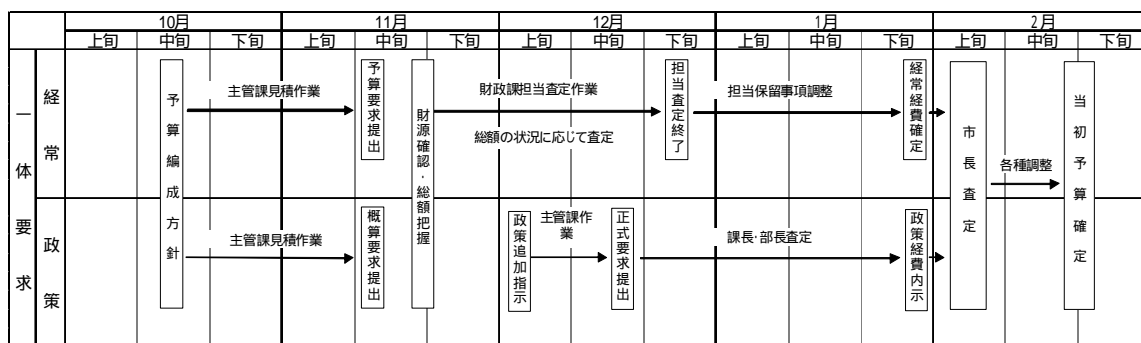 10月 11月 12月 1月 2月
上旬 中旬 下旬 上旬 中旬 下旬 上旬 中旬 下旬 上旬 中旬 下旬 上旬 中旬 下旬
一体要求
経常
予算編成方針
主管課見積作業
予算要求提出
財源確認・総額把握
財政課担当査定作業
総額の状況に応じて査定
担当査定終了
担当保留事項調整
経常経費確定
市長査定
各種調整
当初予算確定
政策
主管課見積作業
概算要求提出
政策追加指示
主管課作
業
正式要求提出
課長・部長査定
政策経費内示